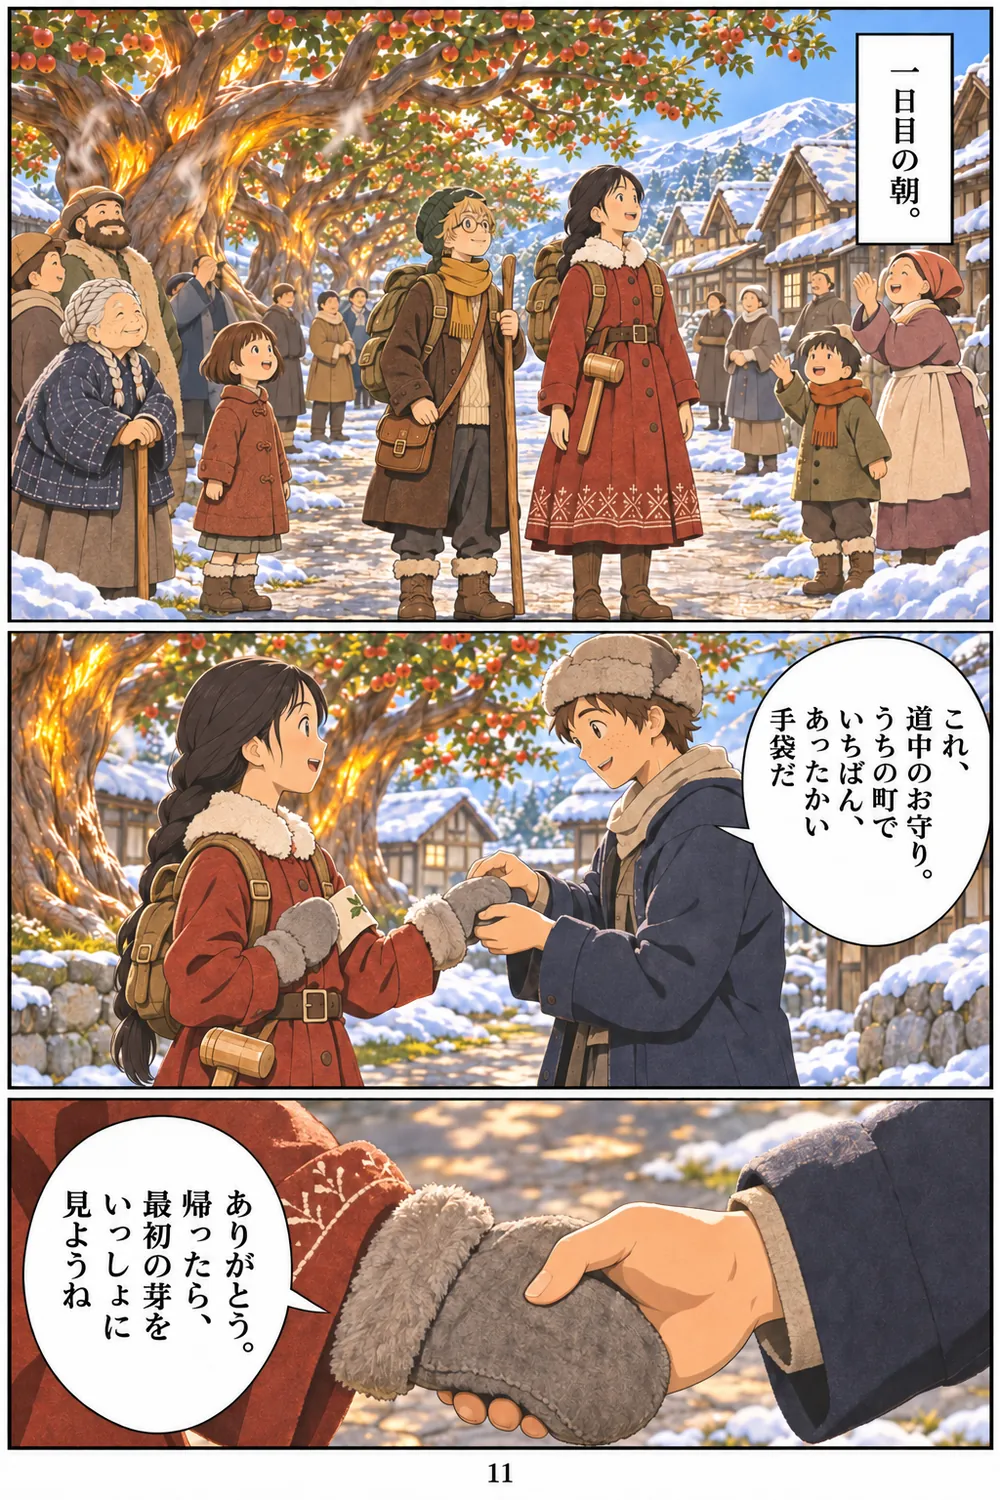 一日目の朝。
これ、
道中のお守り。
うちの町で
いちばん、
あったかい
手袋だ
ありがとう。
帰ったら、
最初の芽を
いっしょに
見ようね
11